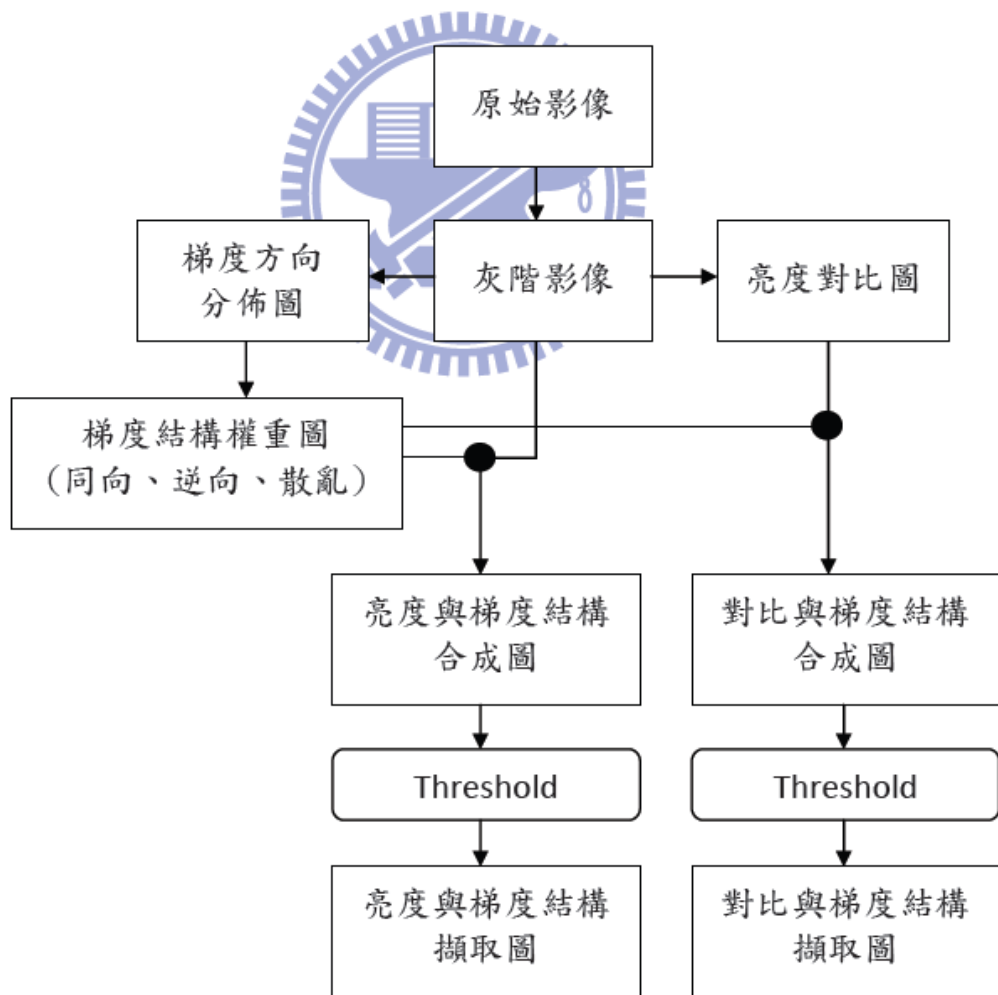 原始影像
梯度方向
分佈圖
灰階影像
亮度對比圖
梯度結構權重圖
（同向、逆向、散亂）
亮度與梯度結構
合成圖
對比與梯度結構
合成圖
Threshold
Threshold
亮度與梯度結構
擷取圖
對比與梯度結構
擷取圖